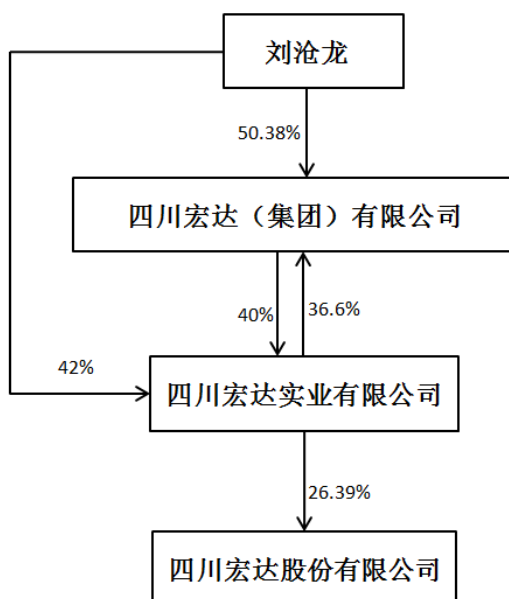 刘沧龙
50.38%
四川宏达（集团）有限公司
40%
36.6%
42%
四川宏达实业有限公司
26.39%
四川宏达股份有限公司